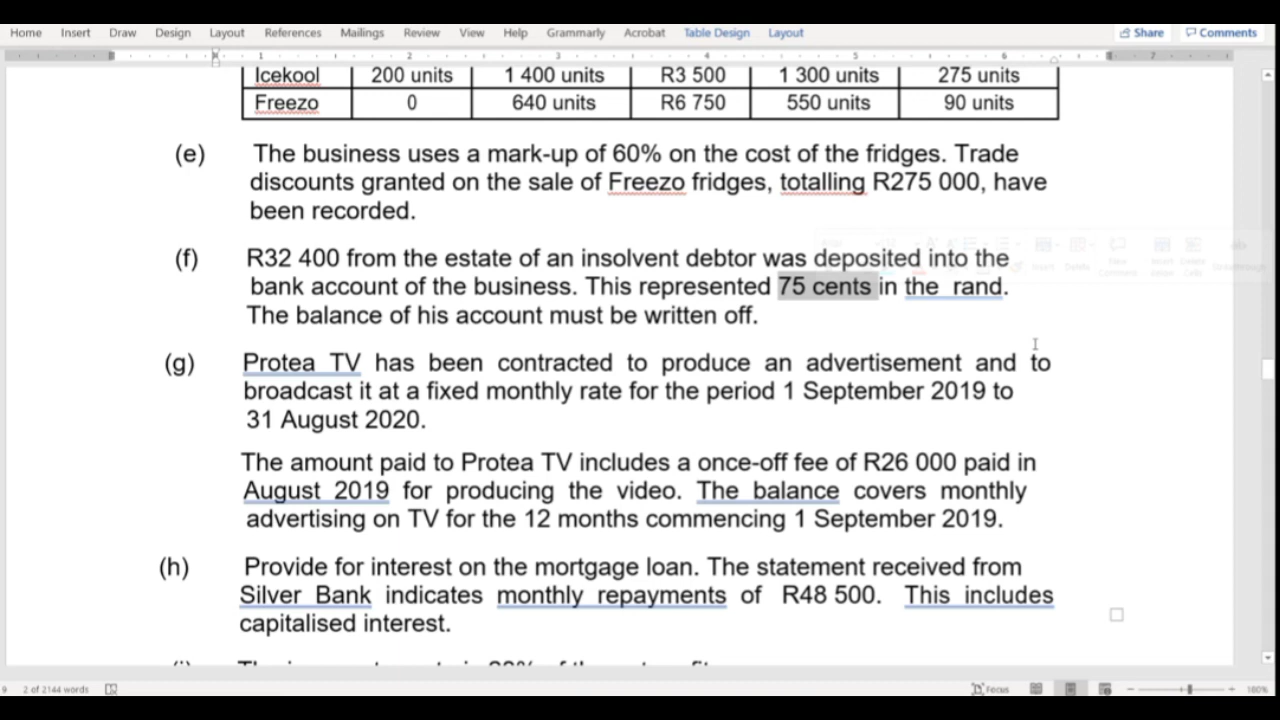 Home Insert Draw Design Layout References Mailings Review View Help Grammarly Acrobat Table Design Layout Share Comments
1 2 3 4 5 6 7
Icekool 200 units 1 400 units R3 500 1 300 units 275 units
Freezo 0 640 units R6 750 550 units 90 units
(e) The business uses a mark-up of 60% on the cost of the fridges. Trade
discounts granted on the sale of Freezo fridges, totalling R275 000, have
been recorded.
(f) R32 400 from the estate of an insolvent debtor was deposited into the
bank account of the business. This represented 75 cents in the rand.
The balance of his account must be written off.
(g) Protea TV has been contracted to produce an advertisement and to
broadcast it at a fixed monthly rate for the period 1 September 2019 to
31 August 2020.
The amount paid to Protea TV includes a once-off fee of R26 000 paid in
August 2019 for producing the video. The balance covers monthly
advertising on TV for the 12 months commencing 1 September 2019.
(h) Provide for interest on the mortgage loan. The statement received from
Silver Bank indicates monthly repayments of R48 500. This includes
capitalised interest.
9 2 of 2144 words Focus 100%